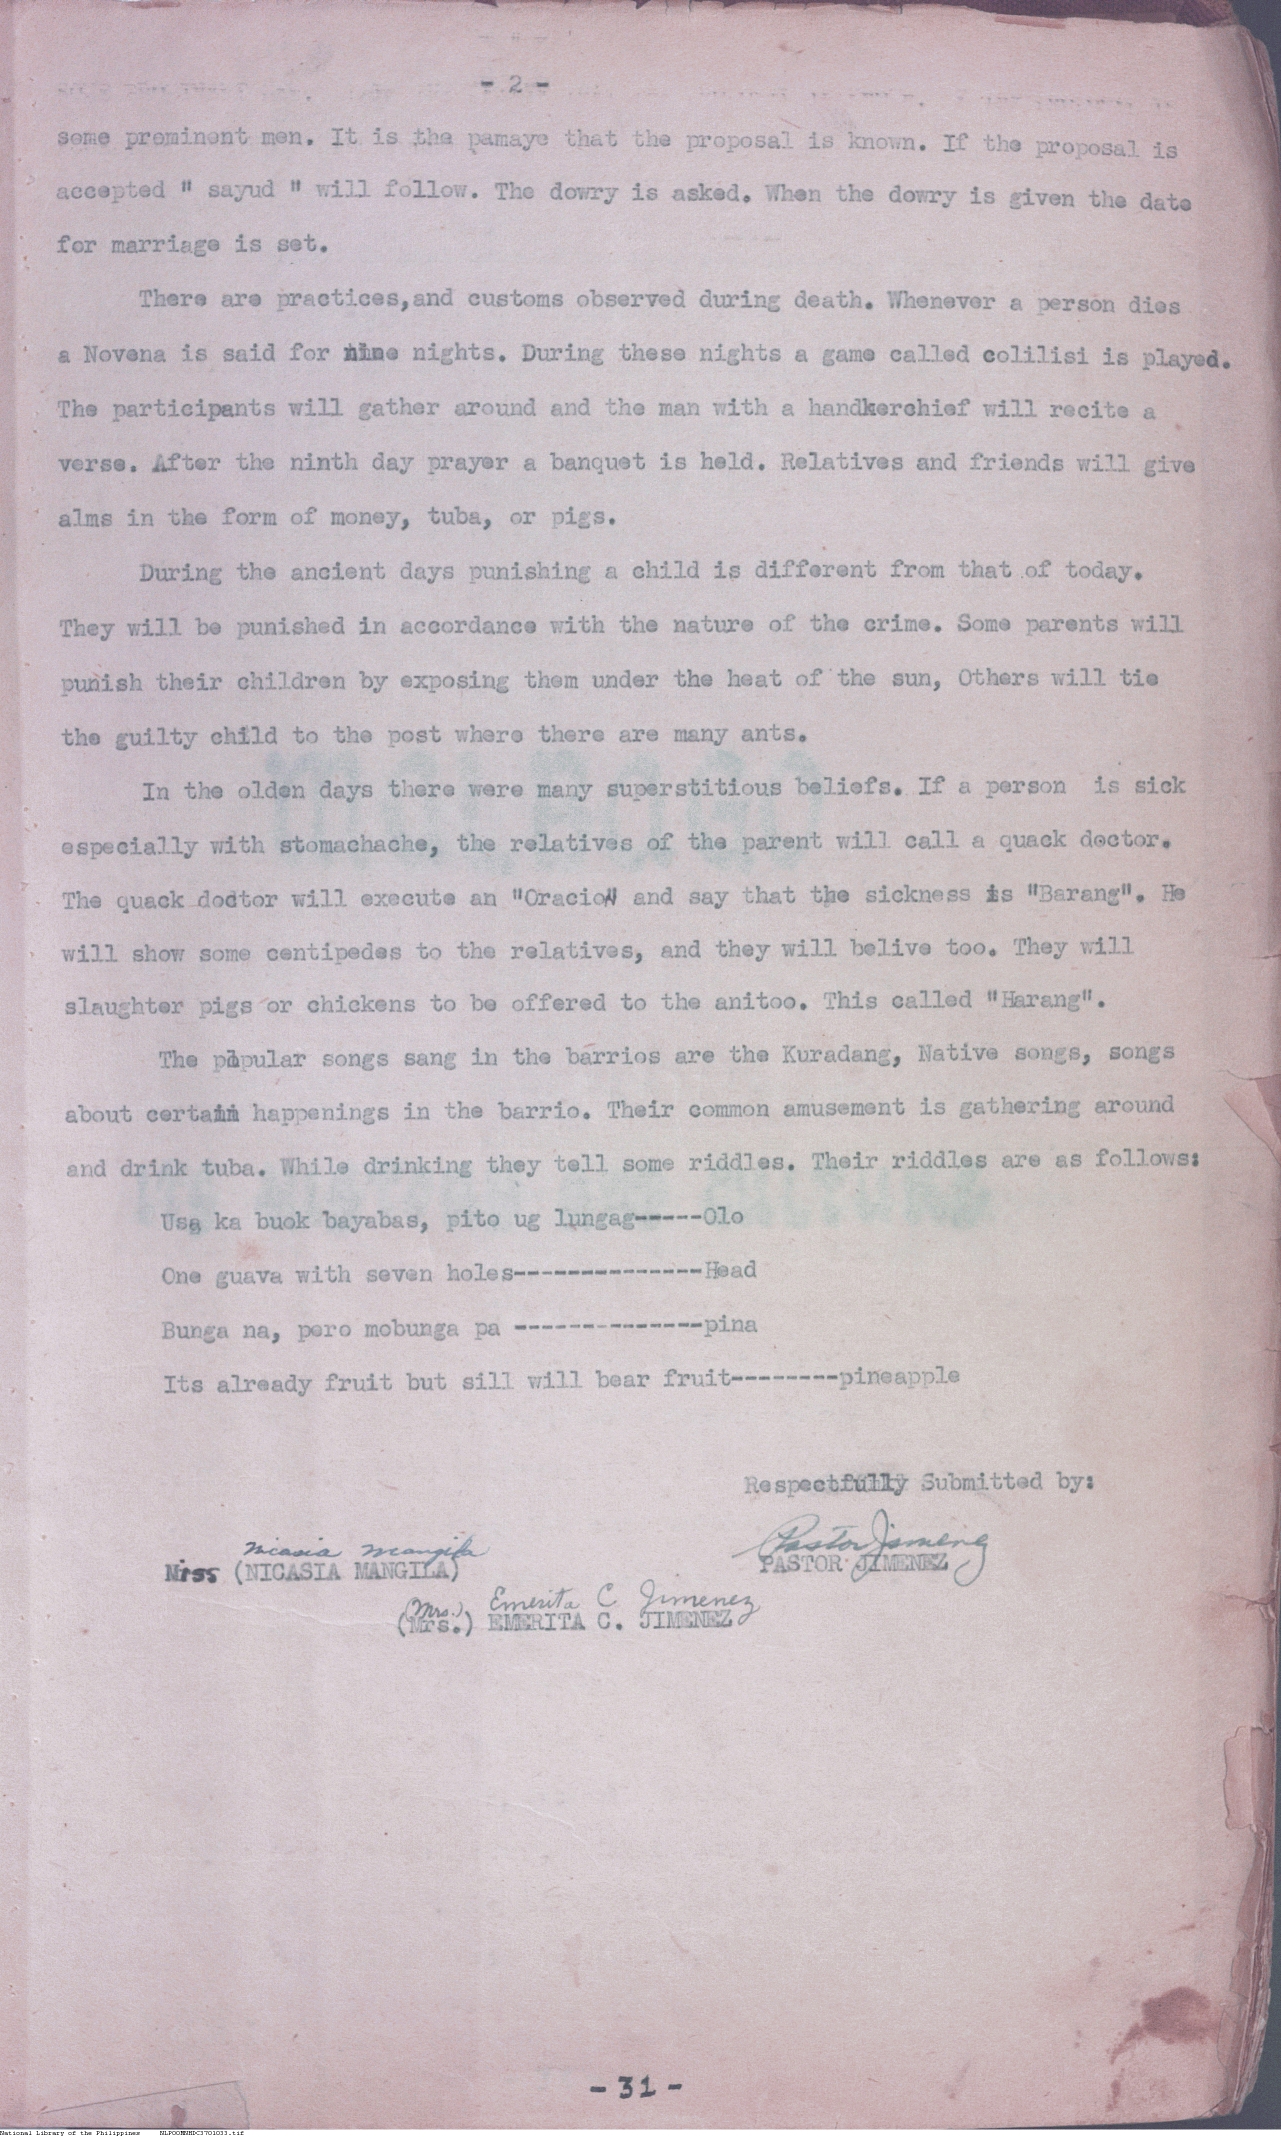 - 2 -
some prominent men. It is the pamaye that the proposal is known. If the proposal is
accepted " sayud " will follow. The dowry is asked. When the dowry is given the date
for marriage is set.
There are practices,and customs observed during death. Whenever a person dies
a Novena is said for nine nights. During these nights a game called colilisi is played.
The participants will gather around and the man with a handkerchief will recite a
verse. After the ninth day prayer a banquet is held. Relatives and friends will give
alms in the form of money, tuba, or pigs.
During the ancient days punishing a child is different from that of today.
They will be punished in accordance with the nature of the crime. Some parents will
punish their children by exposing them under the heat of the sun, Others will tie
the guilty child to the post where there are many ants.
In the olden days there were many superstitious beliefs. If a person  is sick
especially with stomachache, the relatives of the parent will call a quack doctor.
The quack doctor will execute an "Oracion" and say that the sickness is "Barang". He
will show some centipedes to the relatives, and they will belive too. They will
slaughter pigs or chickens to be offered to the anitoo. This called "Harang".
The popular songs sang in the barrios are the Kuradang, Native songs, songs
about certain happenings in the barrio. Their common amusement is gathering around
and drink tuba. While drinking they tell some riddles. Their riddles are as follows:
Usa ka buok bayabas, pito ug lungag-----Olo
One guava with seven holes--------------Head
Bunga na, pero mobunga pa --------------pina
Its already fruit but sill will bear fruit--------pineapple
Respectfully Submitted by:
Nicasia Mangila
Pastor Jimenez
Miss (NICASIA MANGILA)
PASTOR JIMENEZ
(Mrs.) Emerita C. Jimenez
(Mrs.) EMERITA C. JIMENEZ
- 31 -
National Library of the Philippines NLPOOMNHDC3701033.tif